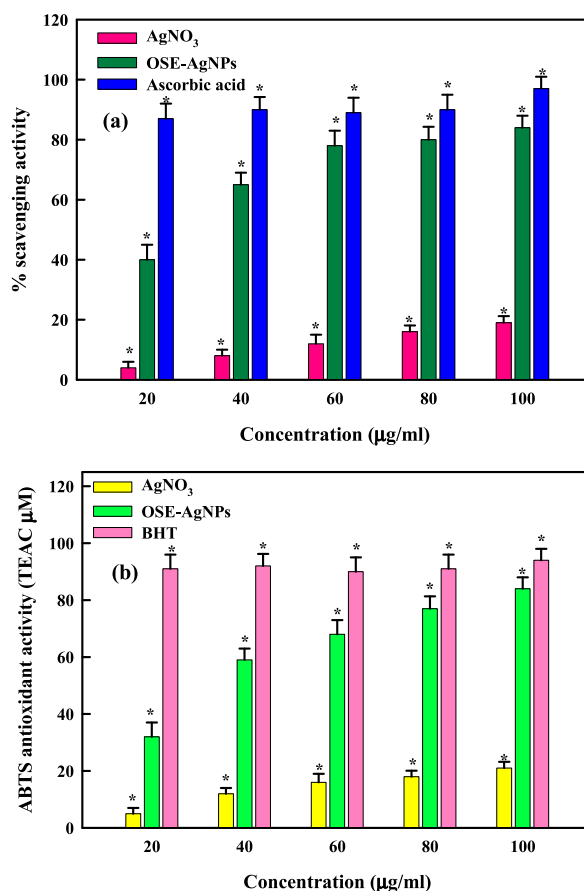 120
AgNO₃
OSE-AgNPs
Ascorbic acid
100
(a)
80
60
40
20
0
% scavenging activity
* * * * * * * * * * * * * * *
20 40 60 80 100
Concentration (μg/ml)
120
AgNO₃
OSE-AgNPs
BHT
100
(b)
80
60
40
20
0
ABTS antioxidant activity (TEAC μM)
* * * * * * * * * * * * * * *
20 40 60 80 100
Concentration (μg/ml)